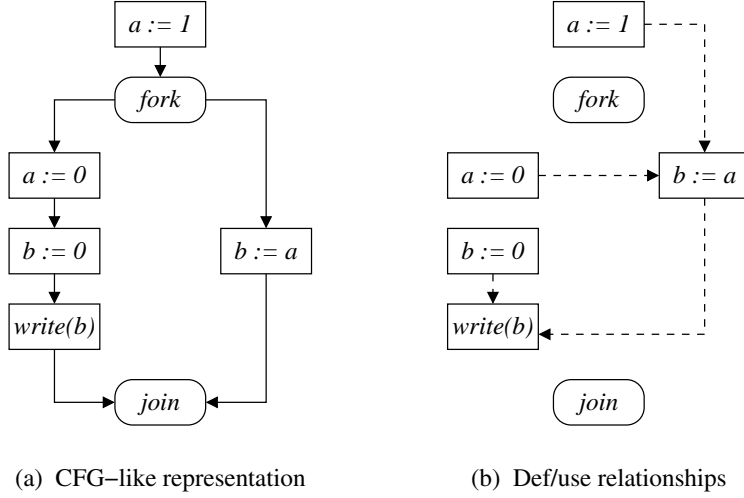 a := 1
fork
a := 0
b := 0
b := a
write(b)
join
(a) CFG−like representation
a := 1
fork
a := 0
b := a
b := 0
write(b)
join
(b) Def/use relationships